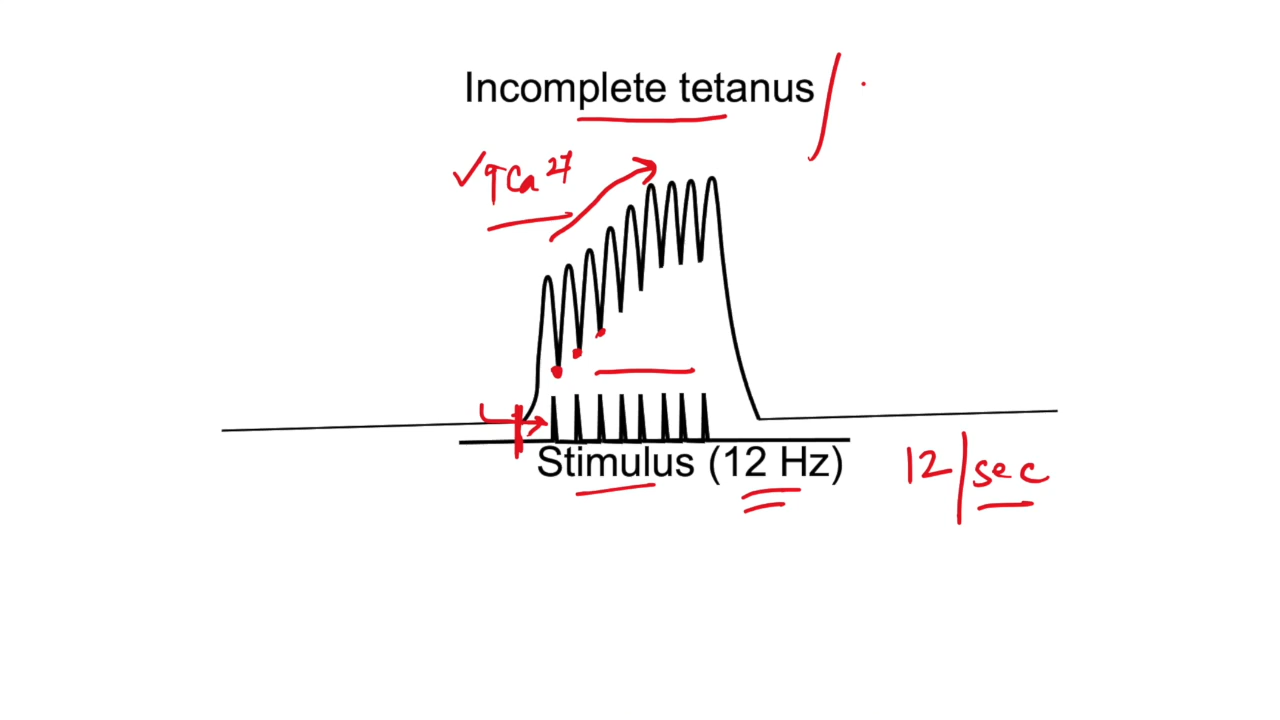 Incomplete tetanus
✓↑Ca²⁺
Stimulus (12 Hz)
12/sec